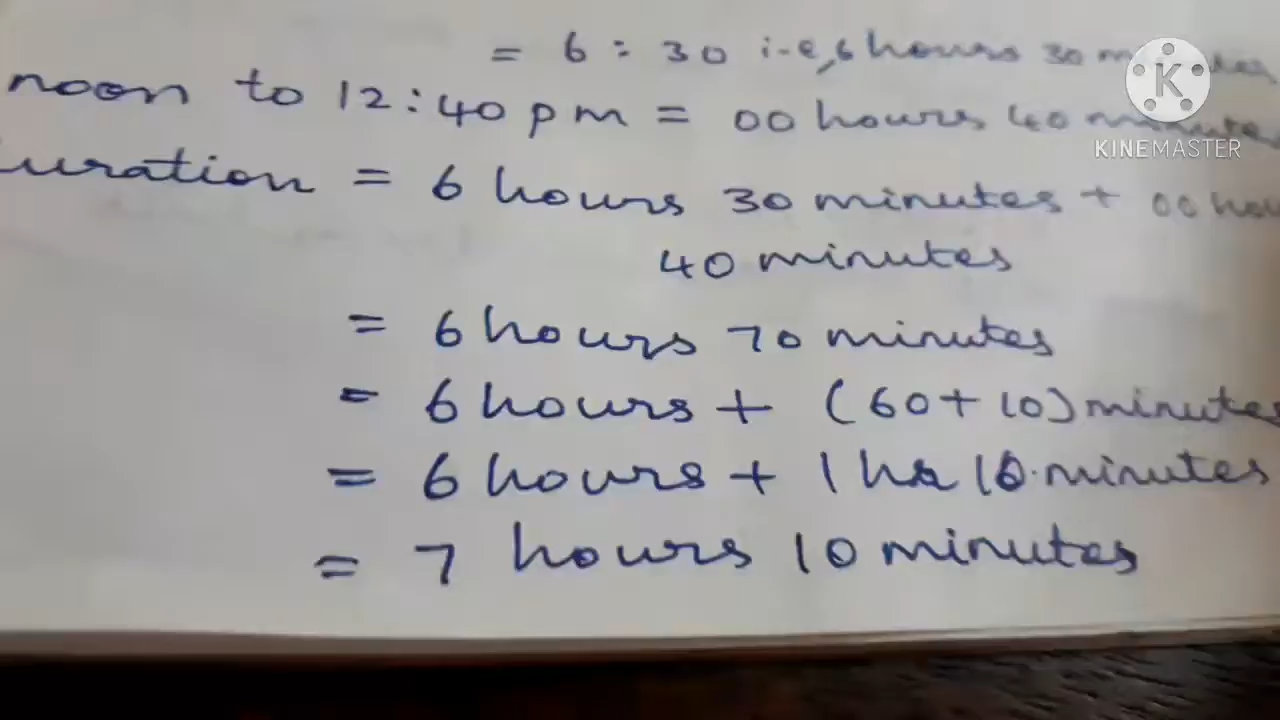 = 6 : 30 i.e, 6 hours 30
K
KINEMASTER
noon to 12:40 pm = 00 hours 40 minutes
uration = 6 hours 30 minutes + 00 hou
40 minutes
= 6 hours 70 minutes
= 6 hours + (60+10) minutes
= 6 hours + 1 hr 10 minutes
= 7 hours 10 minutes